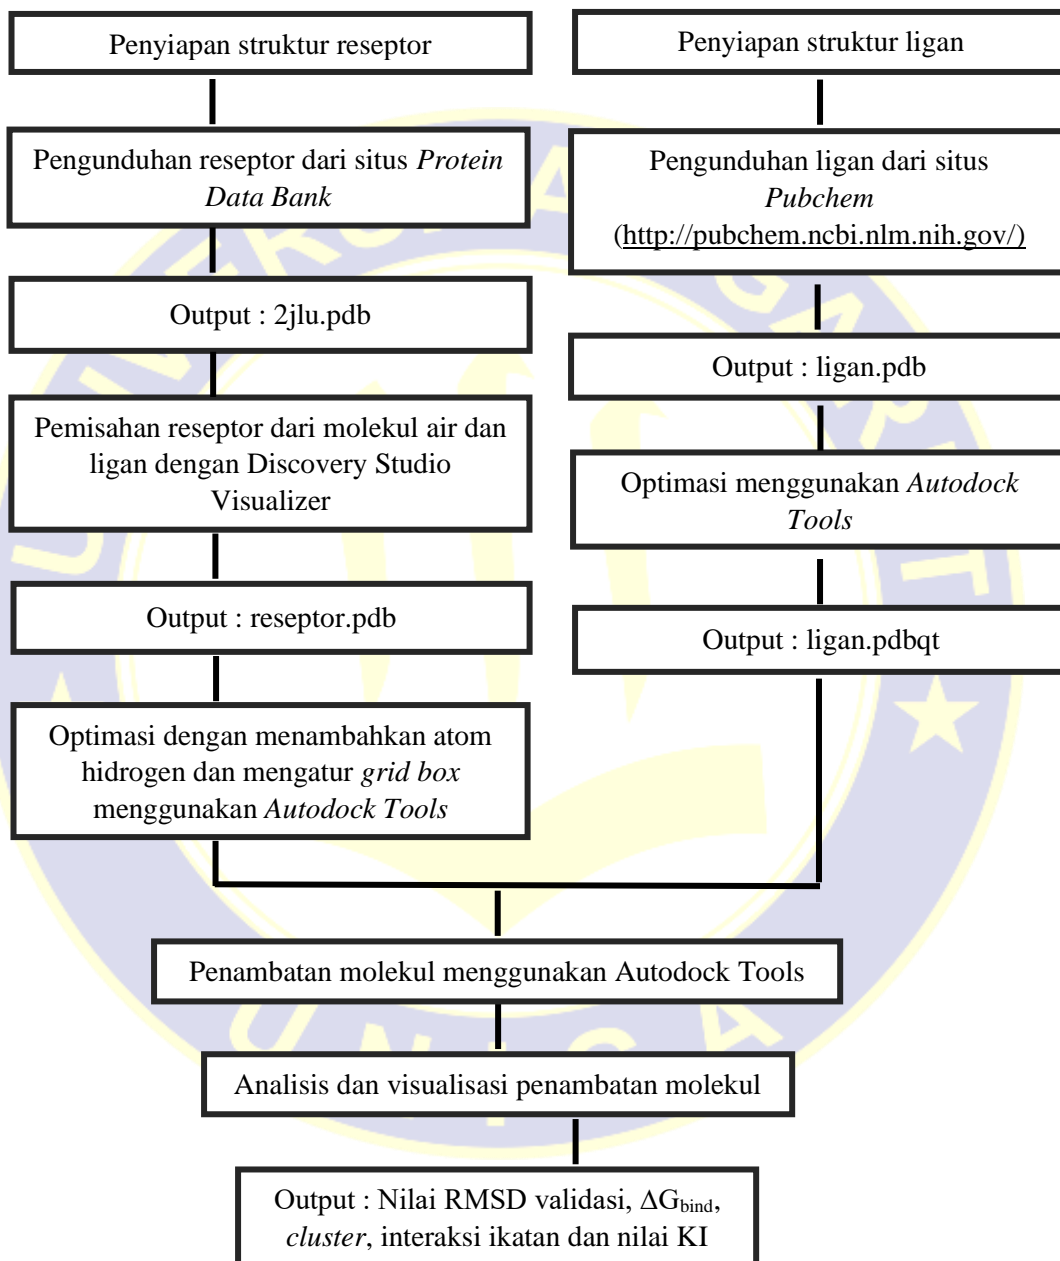 Penyiapan struktur reseptor
Pengunduhan reseptor dari situs Protein
Data Bank
Output : 2jlu.pdb
Pemisahan reseptor dari molekul air dan
ligan dengan Discovery Studio
Visualizer
Output : reseptor.pdb
Optimasi dengan menambahkan atom
hidrogen dan mengatur grid box
menggunakan Autodock Tools
Penyiapan struktur ligan
Pengunduhan ligan dari situs
Pubchem
(http://pubchem.ncbi.nlm.nih.gov/)
Output : ligan.pdb
Optimasi menggunakan Autodock
Tools
Output : ligan.pdbqt
Penambatan molekul menggunakan Autodock Tools
Analisis dan visualisasi penambatan molekul
Output : Nilai RMSD validasi, ΔGbind,
cluster, interaksi ikatan dan nilai KI
UNIGA